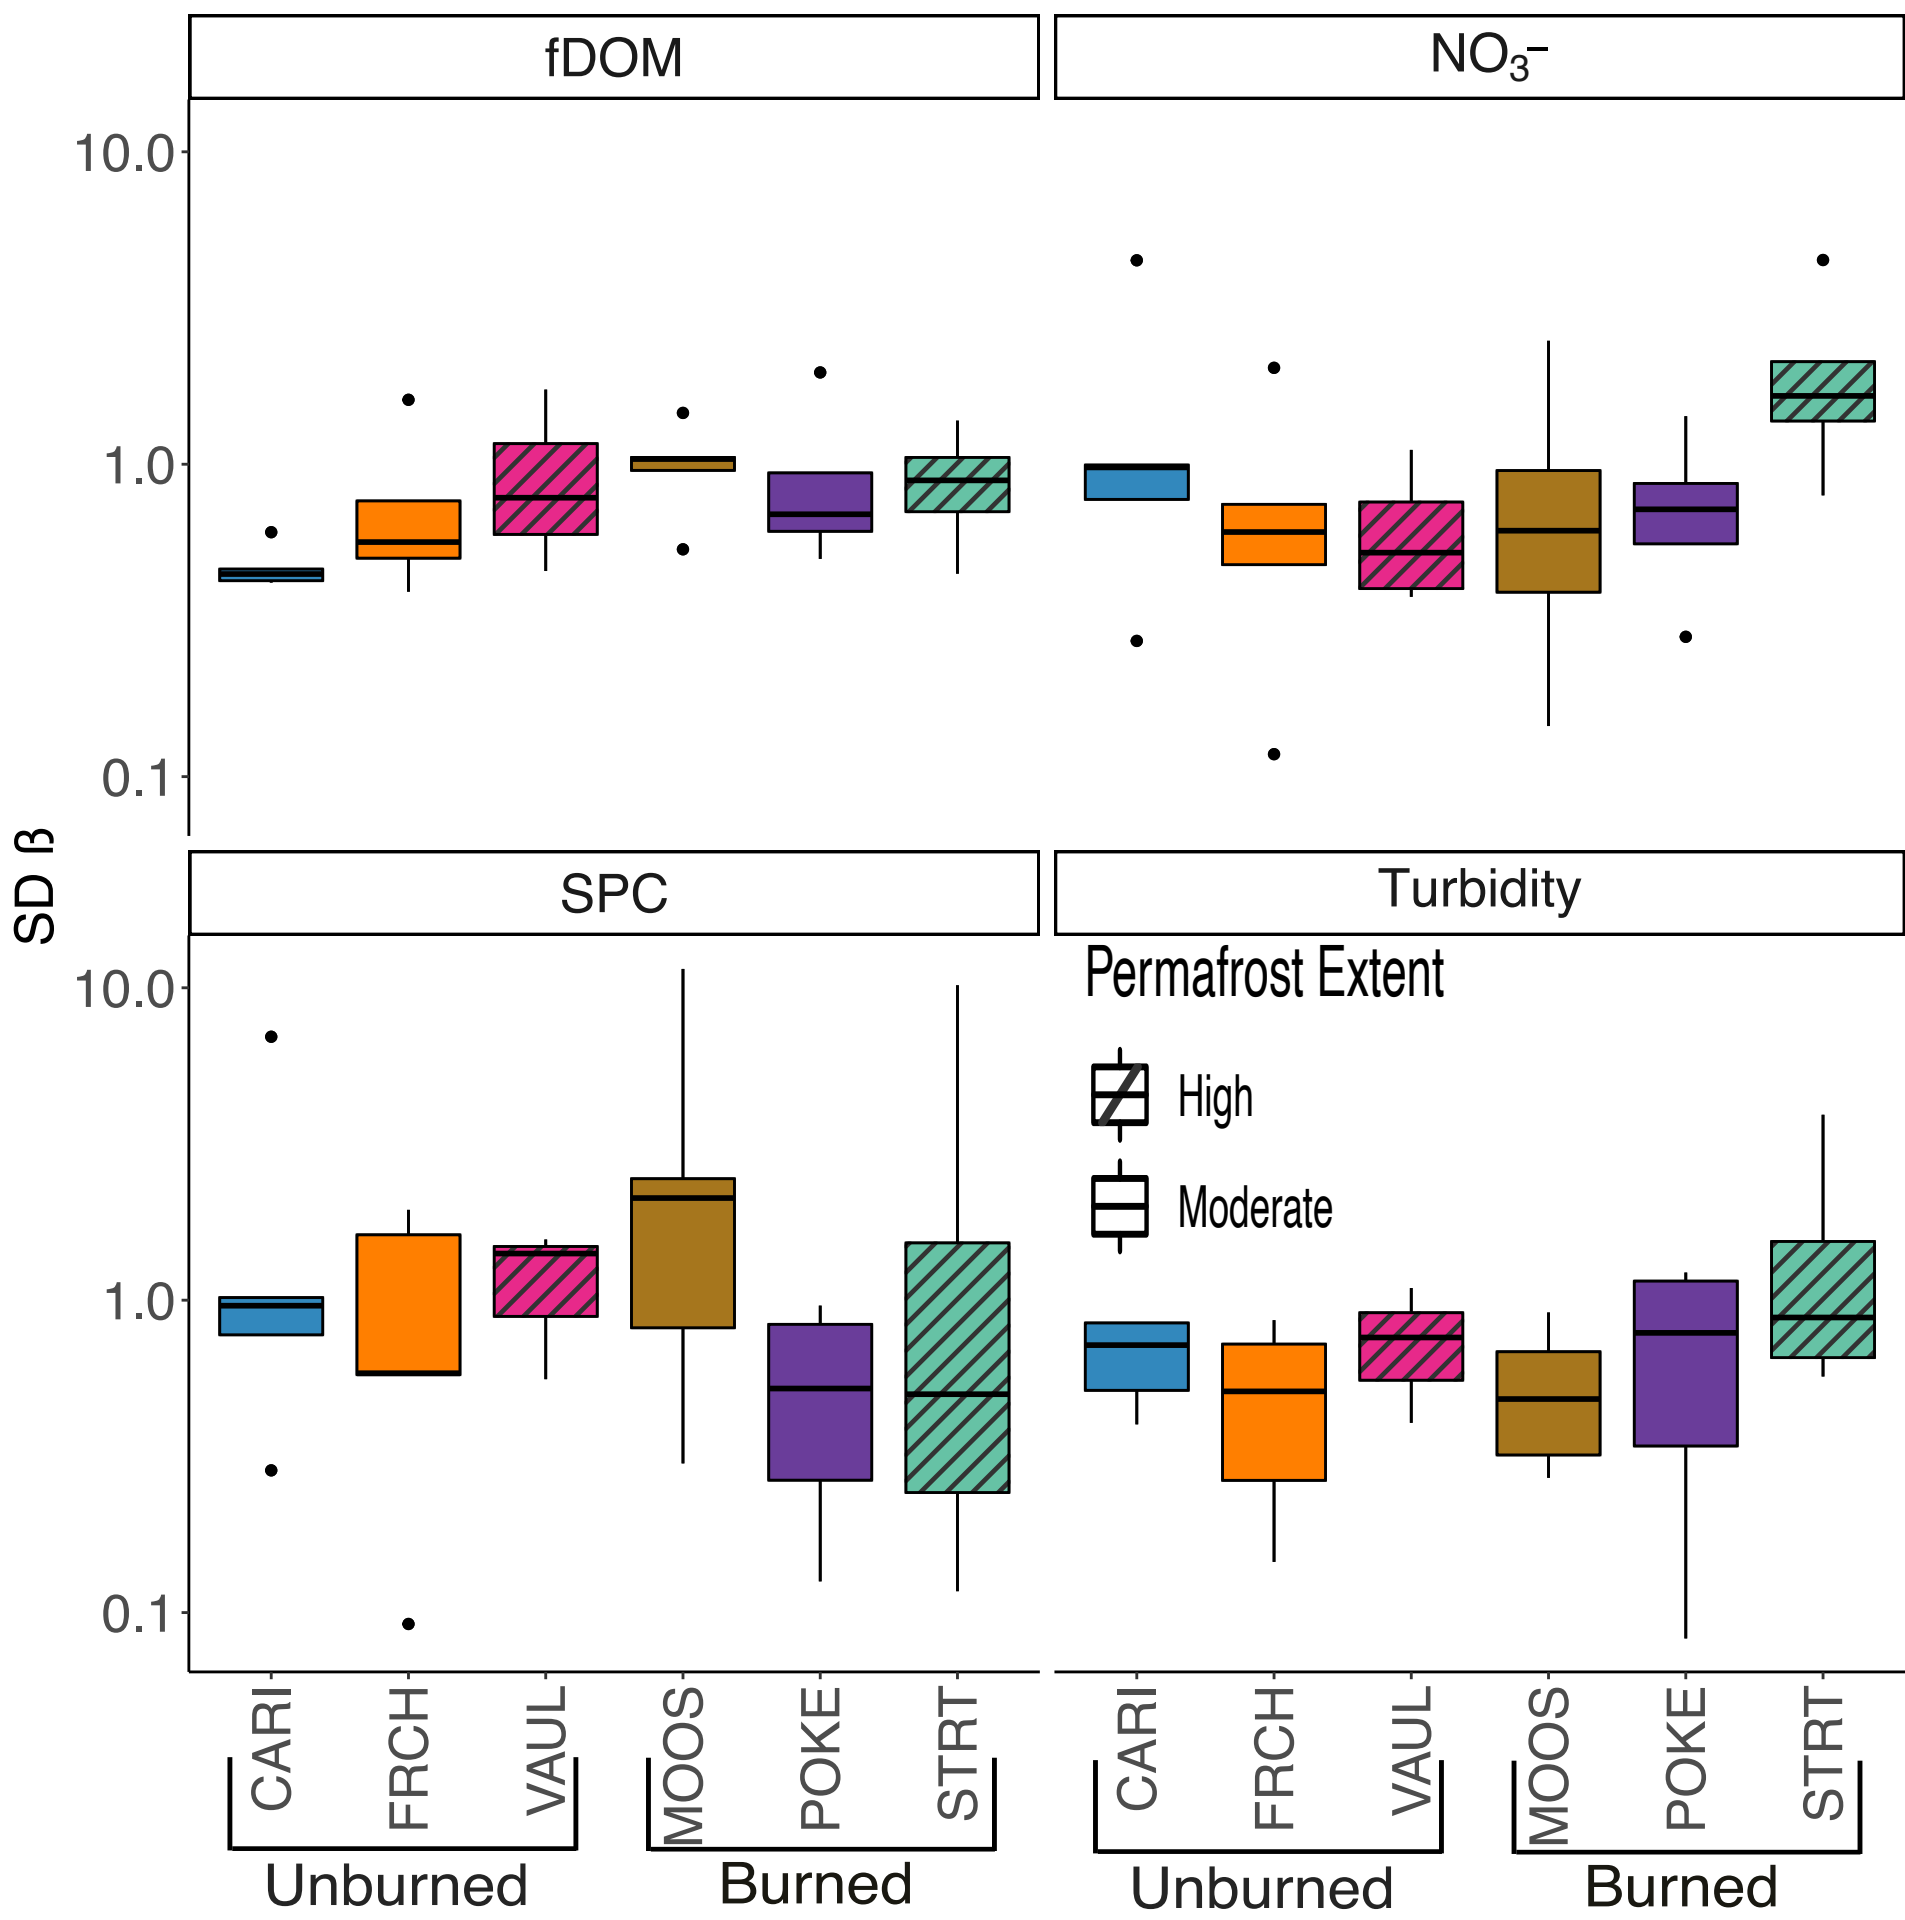 fDOM
NO₃⁻
10.0
1.0
0.1
SD ß
SPC
Turbidity
10.0
1.0
0.1
Permafrost Extent
High
Moderate
CARI
FRCH
VAUL
MOOS
POKE
STRT
CARI
FRCH
VAUL
MOOS
POKE
STRT
Unburned
Burned
Unburned
Burned